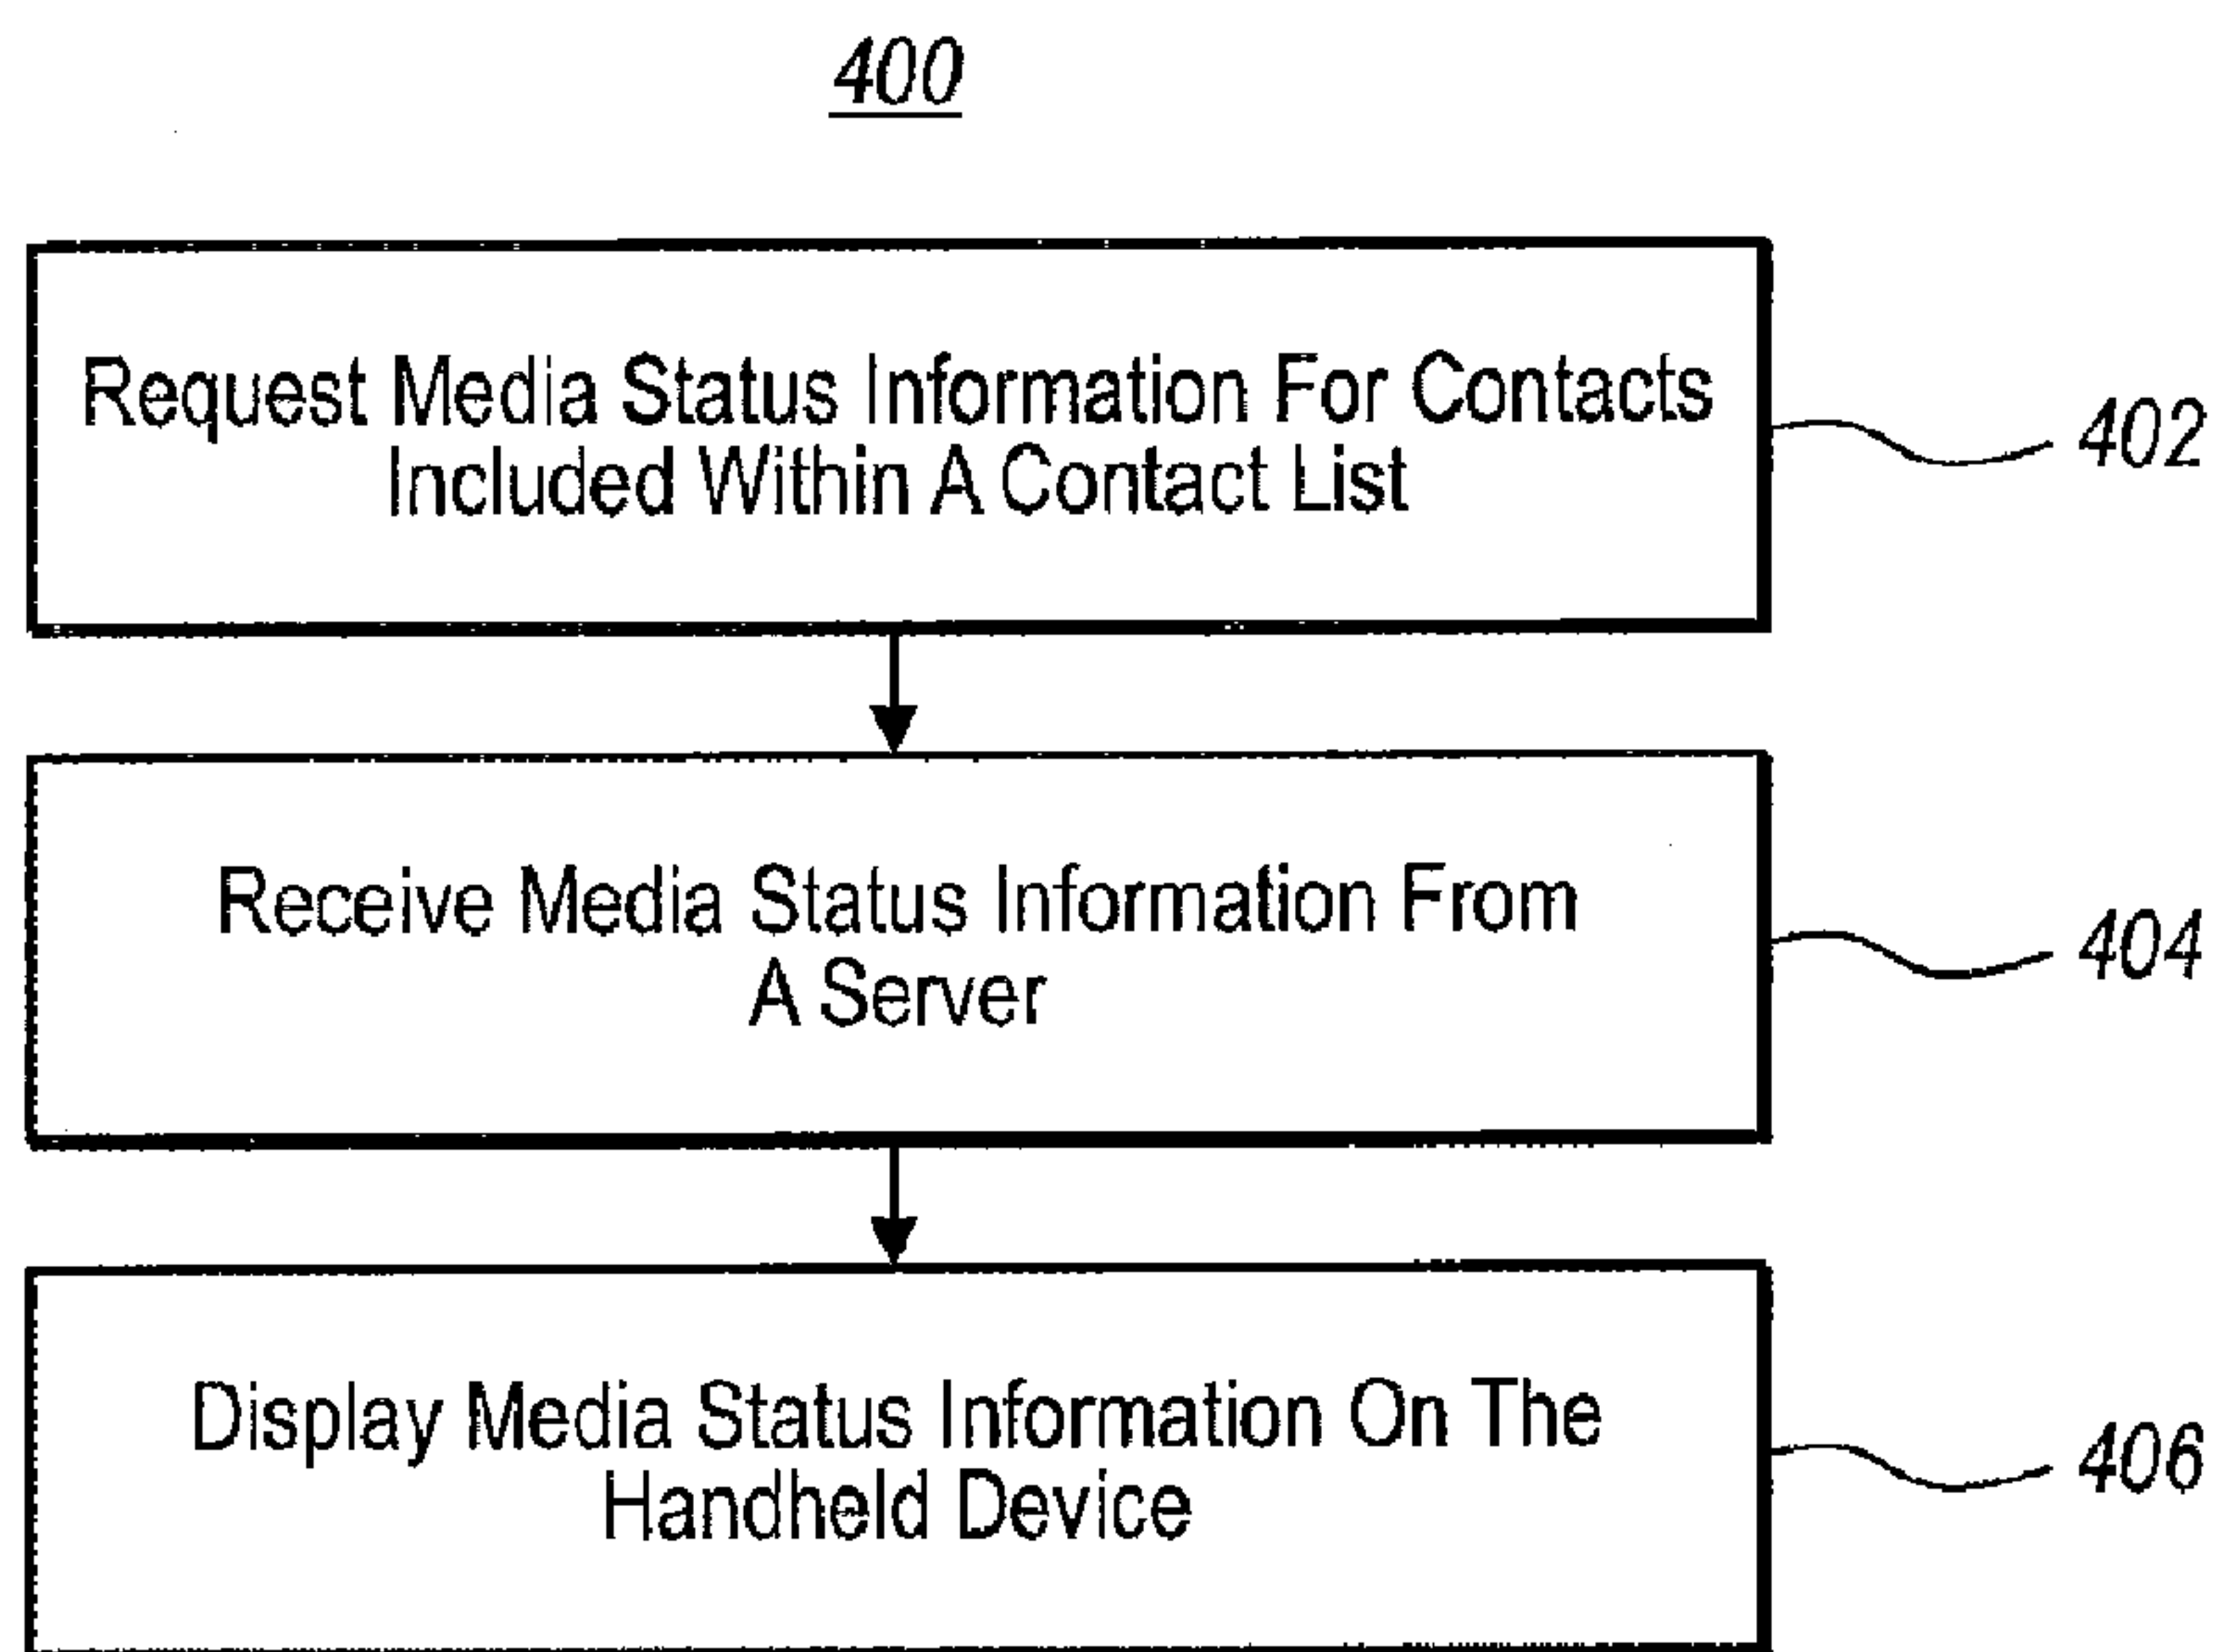 400
Request Media Status Information For Contacts
Included Within A Contact List
402
Receive Media Status Information From
A Server
404
Display Media Status Information On The
Handheld Device
406